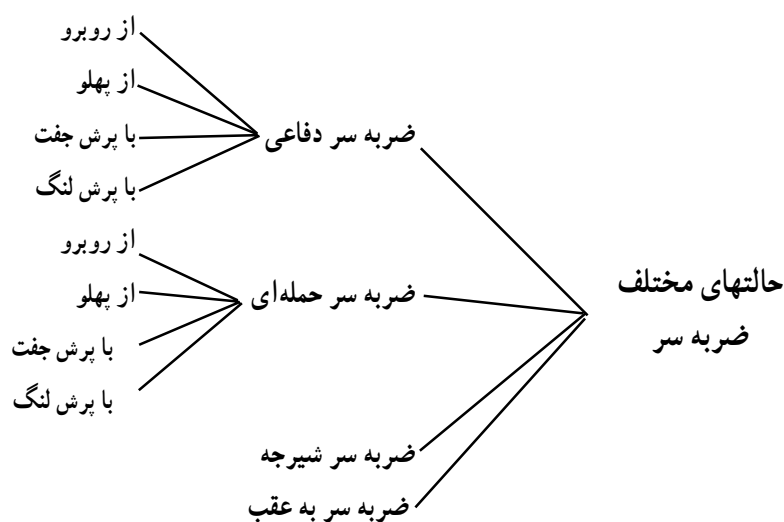 حالتهای مختلف
ضربه سر
ضربه سر دفاعی
از روبرو
از پهلو
با پرش جفت
با پرش لنگ
ضربه سر حمله‌ای
از روبرو
از پهلو
با پرش جفت
با پرش لنگ
ضربه سر شیرجه
ضربه سر به عقب